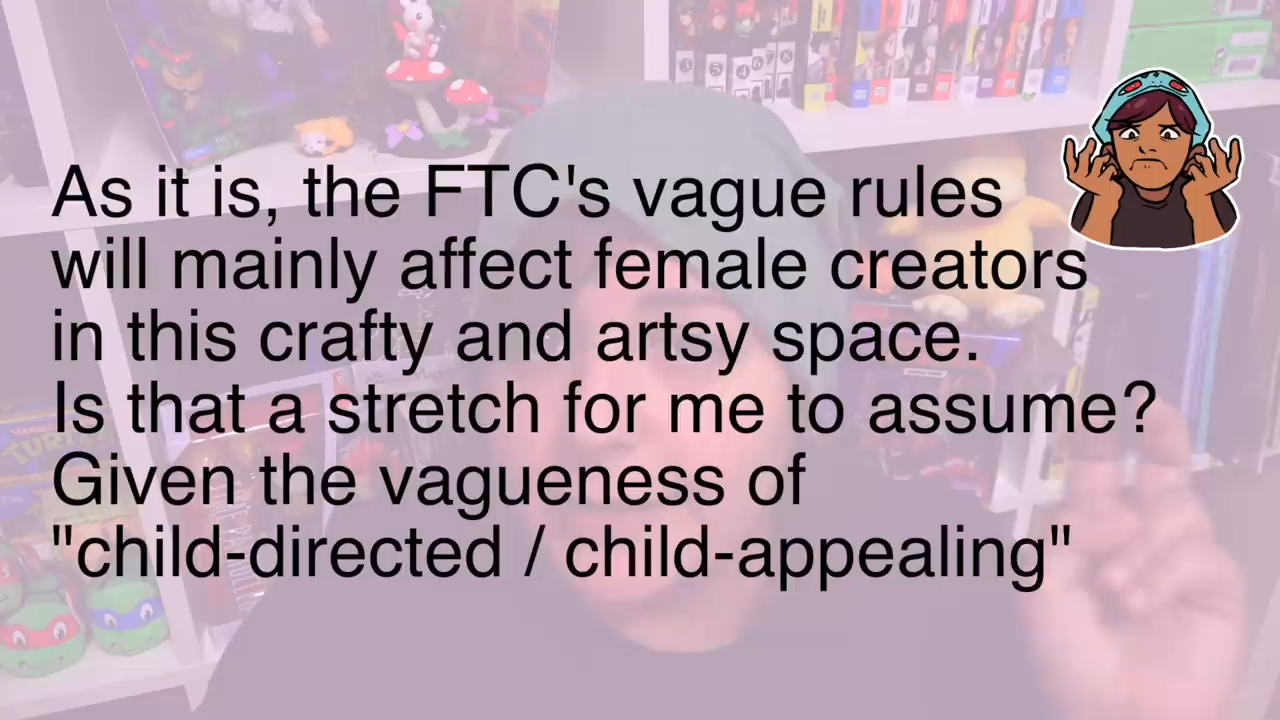 As it is, the FTC's vague rules
will mainly affect female creators
in this crafty and artsy space.
Is that a stretch for me to assume?
Given the vagueness of
"child-directed / child-appealing"